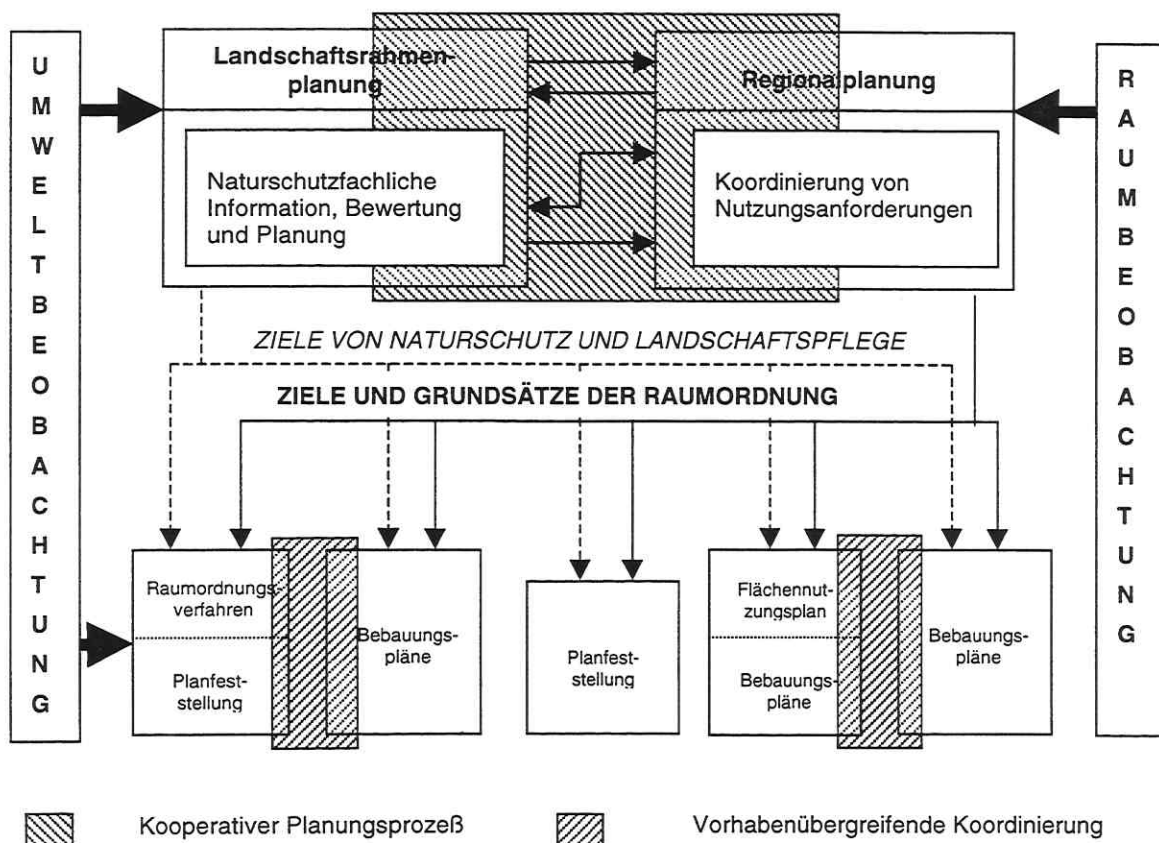 UMWELTBEOBACHTUNG
Landschaftsrahmen-
planung
Regionalplanung
RAUMBEOBACHTUNG
Naturschutzfachliche
Information, Bewertung
und Planung
Koordinierung von
Nutzungsanforderungen
ZIELE VON NATURSCHUTZ UND LANDSCHAFTSPFLEGE
ZIELE UND GRUNDSÄTZE DER RAUMORDNUNG
Raumordnungs-
verfahren
Planfest-
stellung
Bebauungs-
pläne
Planfest-
stellung
Flächennut-
zungsplan
Bebauungs-
pläne
Bebauungs-
pläne
Kooperativer Planungsprozeß
Vorhabenübergreifende Koordinierung